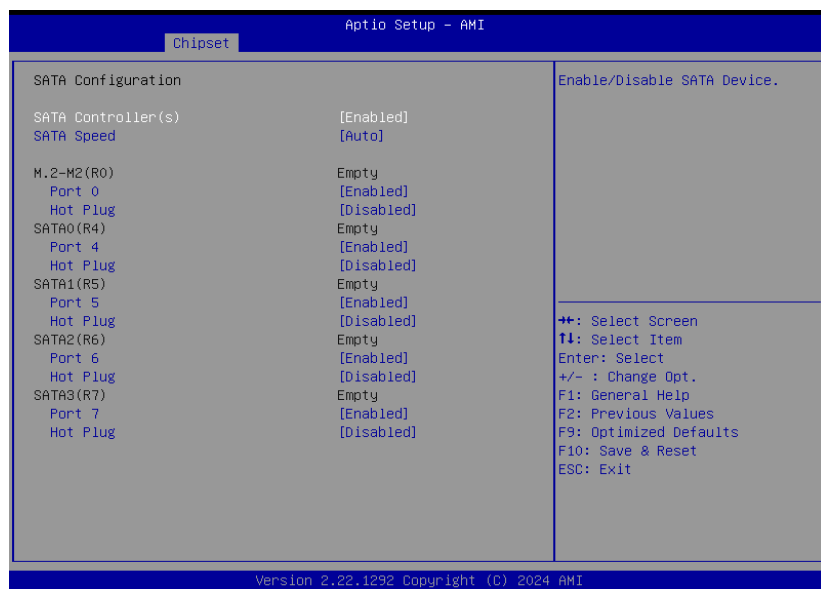 Aptio Setup – AMI
Chipset
SATA Configuration
SATA Controller(s) [Enabled]
SATA Speed [Auto]
M.2-M2(R0) Empty
Port 0 [Enabled]
Hot Plug [Disabled]
SATA0(R4) Empty
Port 4 [Enabled]
Hot Plug [Disabled]
SATA1(R5) Empty
Port 5 [Enabled]
Hot Plug [Disabled]
SATA2(R6) Empty
Port 6 [Enabled]
Hot Plug [Disabled]
SATA3(R7) Empty
Port 7 [Enabled]
Hot Plug [Disabled]
Enable/Disable SATA Device.
→←: Select Screen
↑↓: Select Item
Enter: Select
+/- : Change Opt.
F1: General Help
F2: Previous Values
F9: Optimized Defaults
F10: Save & Reset
ESC: Exit
Version 2.22.1292 Copyright (C) 2024 AMI